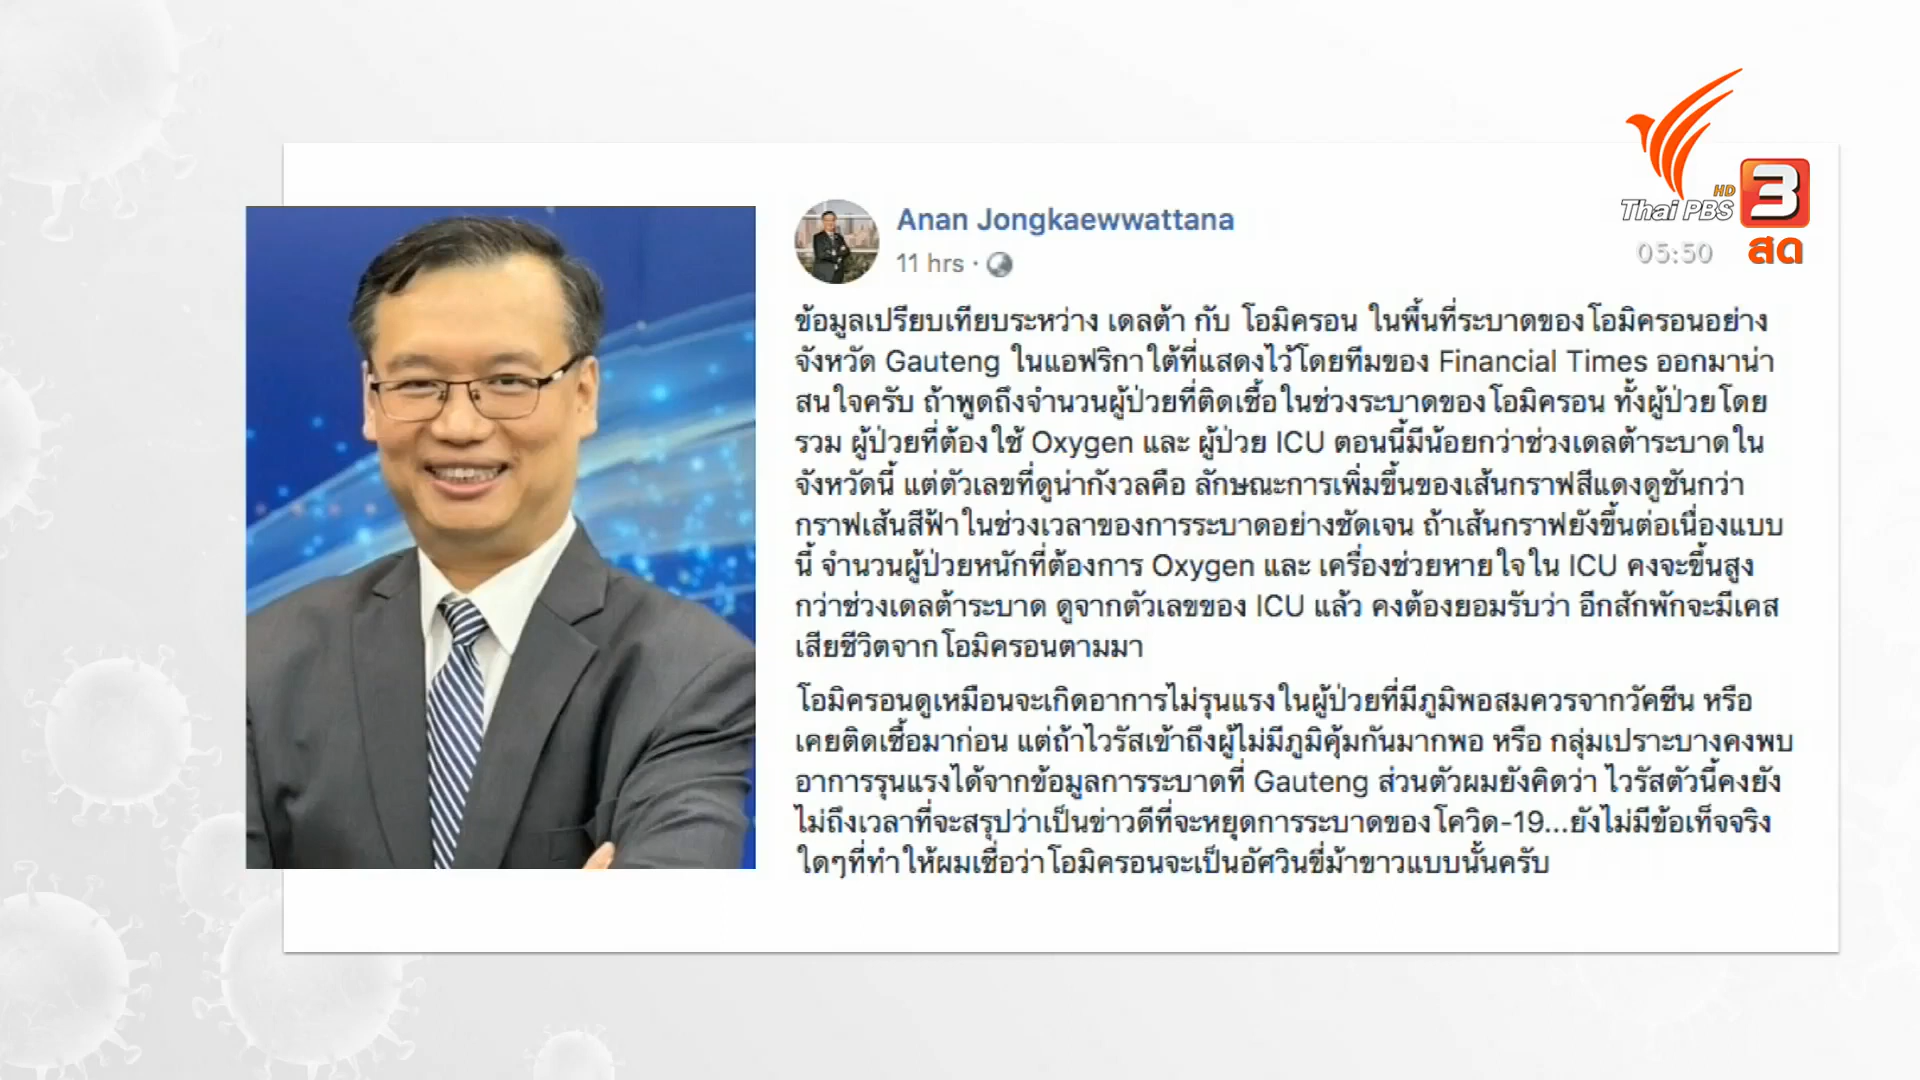 HD
Thai PBS
3
05:50
สด
Anan Jongkaewwattana
11 hrs ·
ข้อมูลเปรียบเทียบระหว่าง เดลต้า กับ โอมิครอน ในพื้นที่ระบาดของโอมิครอนอย่าง
จังหวัด Gauteng ในแอฟริกาใต้ที่แสดงไว้โดยทีมของ Financial Times ออกมาน่า
สนใจครับ ถ้าพูดถึงจำนวนผู้ป่วยที่ติดเชื้อในช่วงระบาดของโอมิครอน ทั้งผู้ป่วยโดย
รวม ผู้ป่วยที่ต้องใช้ Oxygen และ ผู้ป่วย ICU ตอนนี้มีน้อยกว่าช่วงเดลต้าระบาดใน
จังหวัดนี้ แต่ตัวเลขที่ดูน่ากังวลคือ ลักษณะการเพิ่มขึ้นของเส้นกราฟสีแดงดูชันกว่า
กราฟเส้นสีฟ้าในช่วงเวลาของการระบาดอย่างชัดเจน ถ้าเส้นกราฟยังขึ้นต่อเนื่องแบบ
นี้ จำนวนผู้ป่วยหนักที่ต้องการ Oxygen และ เครื่องช่วยหายใจใน ICU คงจะขึ้นสูง
กว่าช่วงเดลต้าระบาด ดูจากตัวเลขของ ICU แล้ว คงต้องยอมรับว่า อีกสักพักจะมีเคส
เสียชีวิตจากโอมิครอนตามมา
โอมิครอนดูเหมือนจะเกิดอาการไม่รุนแรงในผู้ป่วยที่มีภูมิพอสมควรจากวัคซีน หรือ
เคยติดเชื้อมาก่อน แต่ถ้าไวรัสเข้าถึงผู้ไม่มีภูมิคุ้มกันมากพอ หรือ กลุ่มเปราะบางคงพบ
อาการรุนแรงได้จากข้อมูลการระบาดที่ Gauteng ส่วนตัวผมยังคิดว่า ไวรัสตัวนี้คงยัง
ไม่ถึงเวลาที่จะสรุปว่าเป็นข่าวดีที่จะหยุดการระบาดของโควิด-19...ยังไม่มีข้อเท็จจริง
ใดๆที่ทำให้ผมเชื่อว่าโอมิครอนจะเป็นอัศวินขี่ม้าขาวแบบนั้นครับ